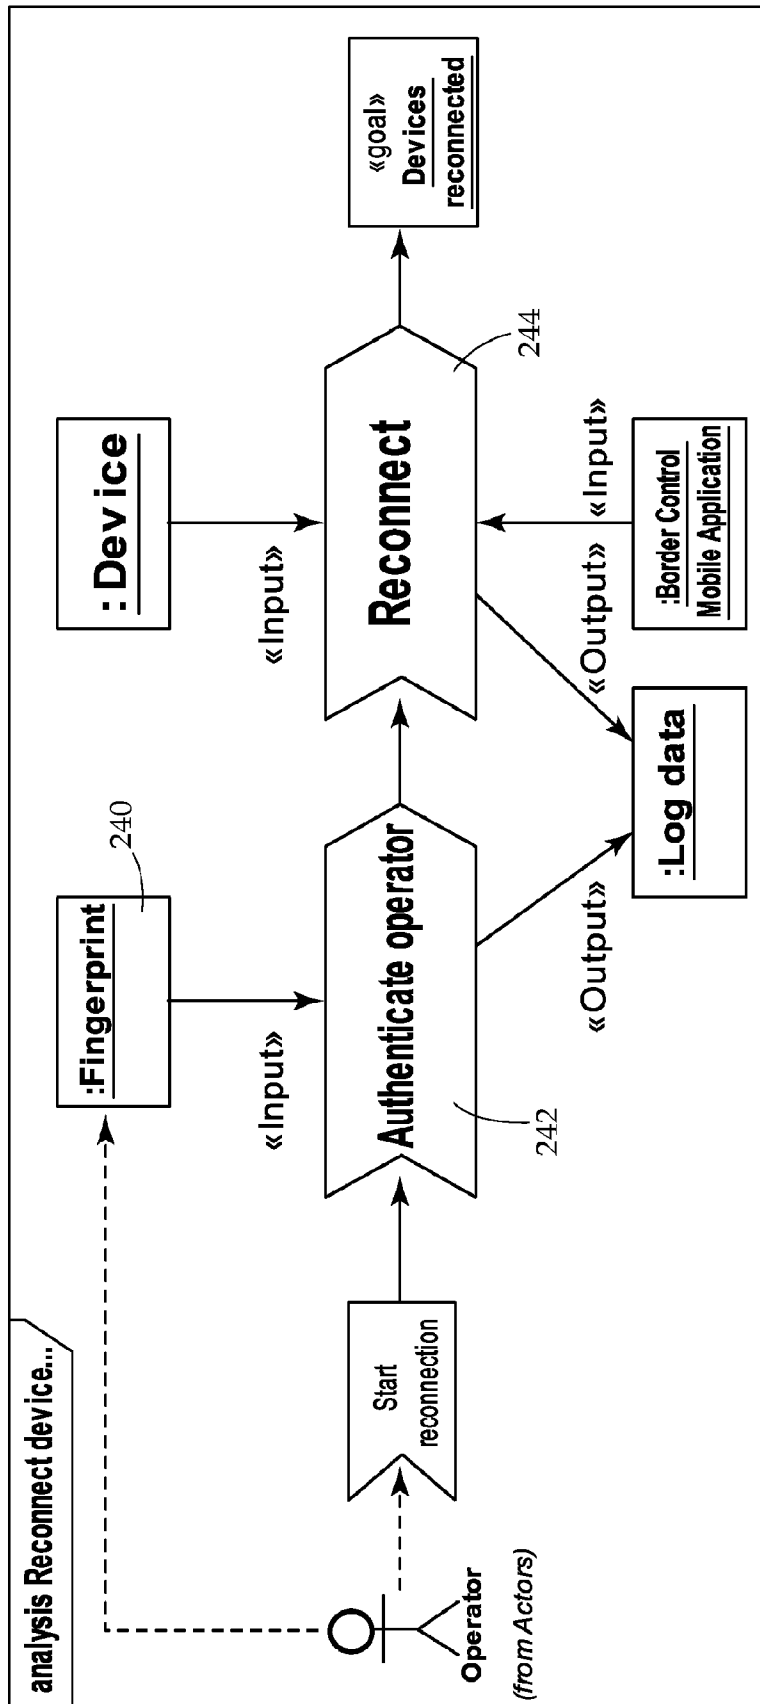 analysis Reconnect device...
:Fingerprint
240
:Device
«Input»
«Input»
Operator
(from Actors)
Start
reconnection
Authenticate operator
242
Reconnect
244
«goal»
Devices
reconnected
«Output»
«Output»
«Input»
:Log data
:Border Control
Mobile Application